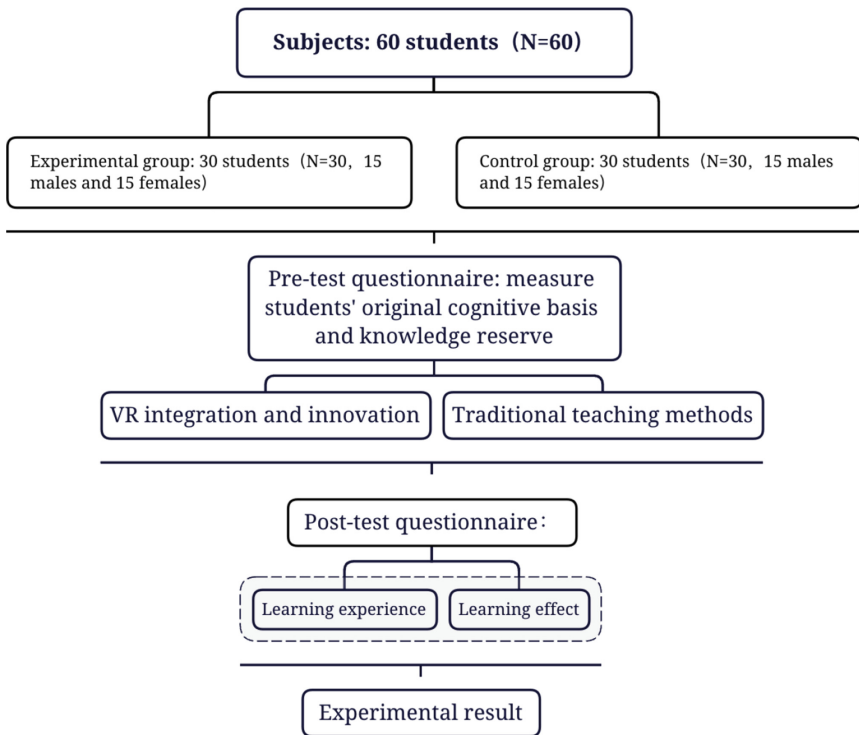 Subjects: 60 students（N=60）
Experimental group: 30 students（N=30，15
males and 15 females）
Control group: 30 students（N=30，15 males
and 15 females）
Pre-test questionnaire: measure
students' original cognitive basis
and knowledge reserve
VR integration and innovation
Traditional teaching methods
Post-test questionnaire：
Learning experience
Learning effect
Experimental result